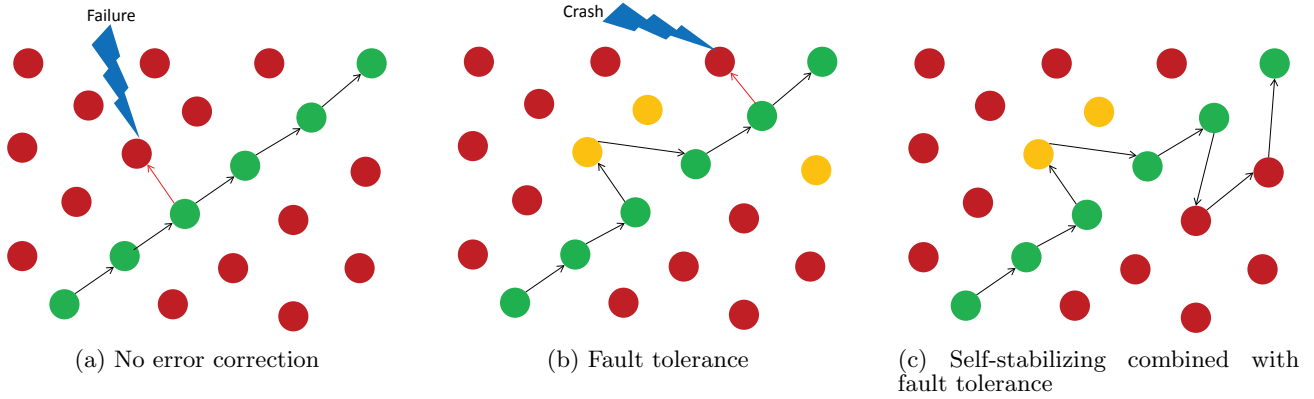 Failure
Crash
(a) No error correction
(b) Fault tolerance
(c) Self-stabilizing combined with
fault tolerance